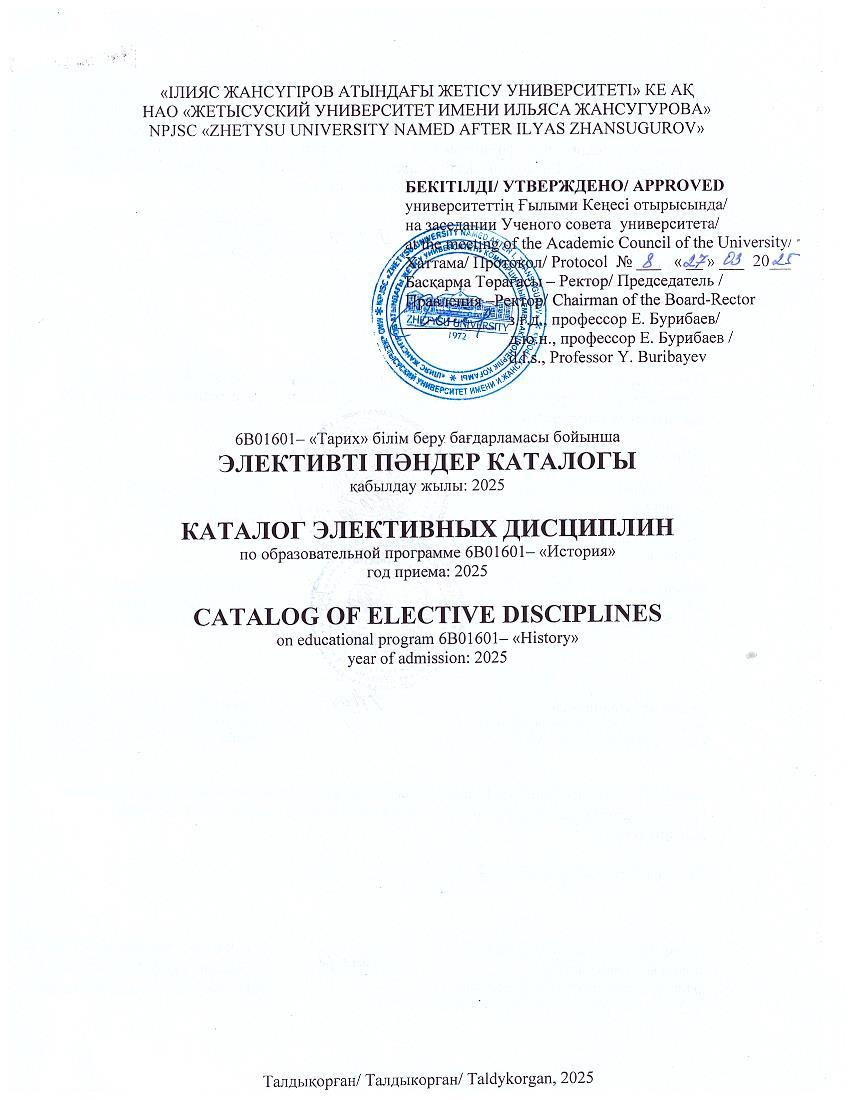 «ІЛИЯС ЖАНСҮГІРОВ АТЫНДАҒЫ ЖЕТІСУ УНИВЕРСИТЕТІ» КЕ АҚ
НАО «ЖЕТЫСУСКИЙ УНИВЕРСИТЕТ ИМЕНИ ИЛЬЯСА ЖАНСУГУРОВА»
NPJSC «ZHETYSU UNIVERSITY NAMED AFTER ILYAS ZHANSUGUROV»
БЕКІТІЛДІ/ УТВЕРЖДЕНО/ APPROVED
университеттің Ғылыми Кеңесі отырысында/
на заседании Ученого совета университета/
at the meeting of the Academic Council of the University/
Хаттама/ Протокол/ Protocol № 8 «27» 03 2025
Басқарма Төрағасы – Ректор/ Председатель /
Правления –Ректор/ Chairman of the Board-Rector
з.ғ.д., профессор Е. Бурибаев/
д.ю.н., профессор Е. Бурибаев /
d.l.s., Professor Y. Buribayev
ZHETYSU UNIVERSITY
1972
6В01601– «Тарих» білім беру бағдарламасы бойынша
ЭЛЕКТИВТІ ПӘНДЕР КАТАЛОГЫ
қабылдау жылы: 2025
КАТАЛОГ ЭЛЕКТИВНЫХ ДИСЦИПЛИН
по образовательной программе 6В01601– «История»
год приема: 2025
CATALOG OF ELECTIVE DISCIPLINES
on educational program 6B01601– «History»
year of admission: 2025
Талдықорған/ Талдыкорган/ Taldykorgan, 2025